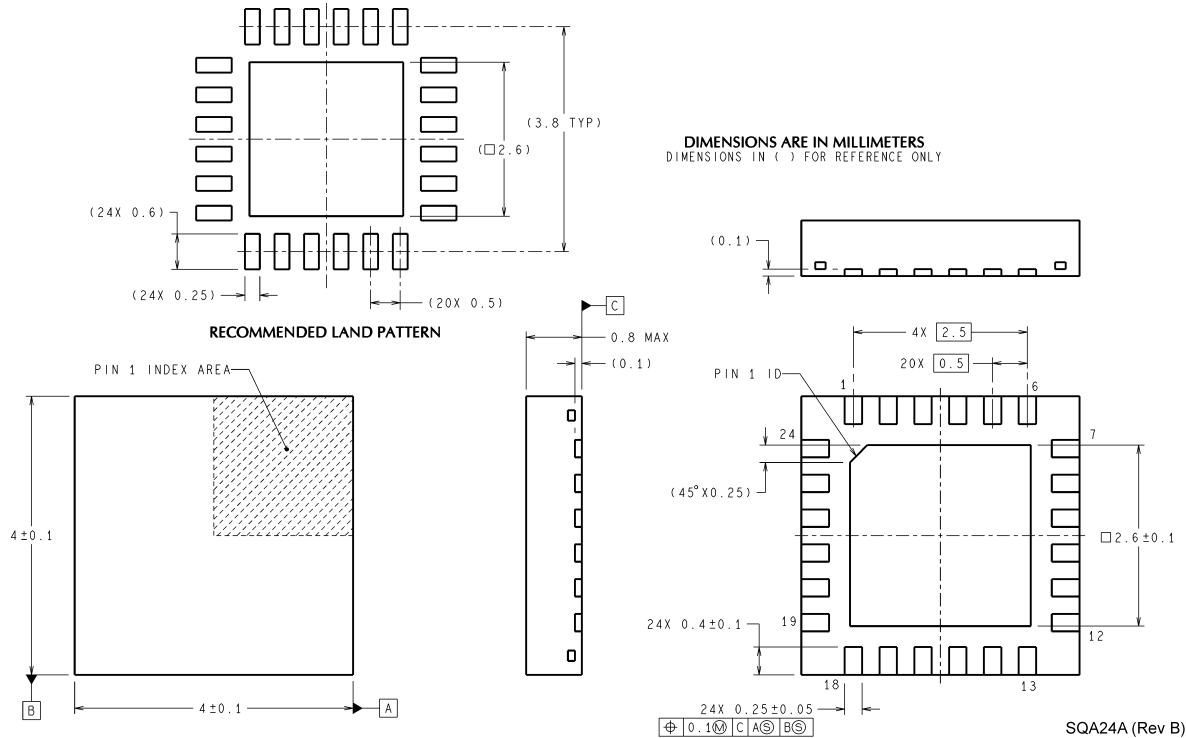 (3.8 TYP)
(□2.6)
(24X 0.6)
(24X 0.25)
(20X 0.5)
RECOMMENDED LAND PATTERN
DIMENSIONS ARE IN MILLIMETERS
DIMENSIONS IN ( ) FOR REFERENCE ONLY
(0.1)
PIN 1 INDEX AREA
4±0.1
B
4±0.1
A
C
0.8 MAX
(0.1)
4X 2.5
20X 0.5
PIN 1 ID
1
6
24
7
(45°X0.25)
□2.6±0.1
19
12
24X 0.4±0.1
18
13
24X 0.25±0.05
⌖ 0.1Ⓜ C AⓈ BⓈ
SQA24A (Rev B)